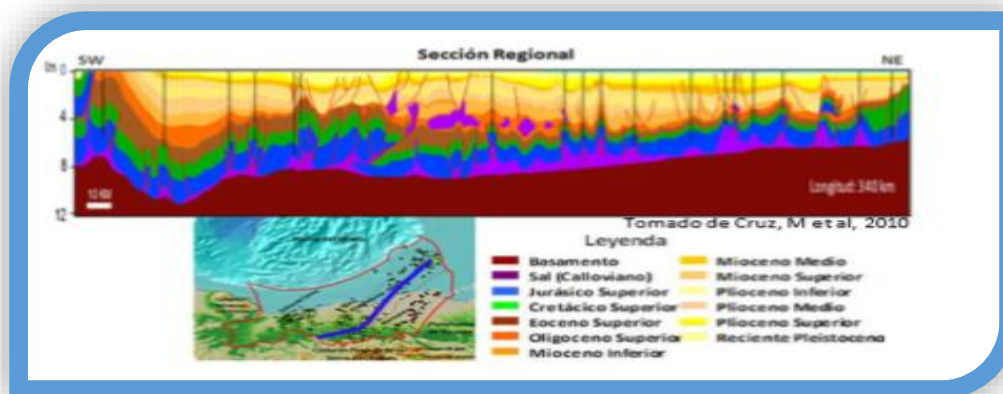 Sección Regional
SW
NE
km
0
4
8
12
10 KM
Longitud: 340 km
Tomado de Cruz, M et al, 2010
Leyenda
Basamento
Sal (Calloviano)
Jurásico Superior
Cretácico Superior
Eoceno Superior
Oligoceno Superior
Mioceno Inferior
Mioceno Medio
Mioceno Superior
Plioceno Inferior
Plioceno Medio
Plioceno Superior
Reciente Pleistoceno